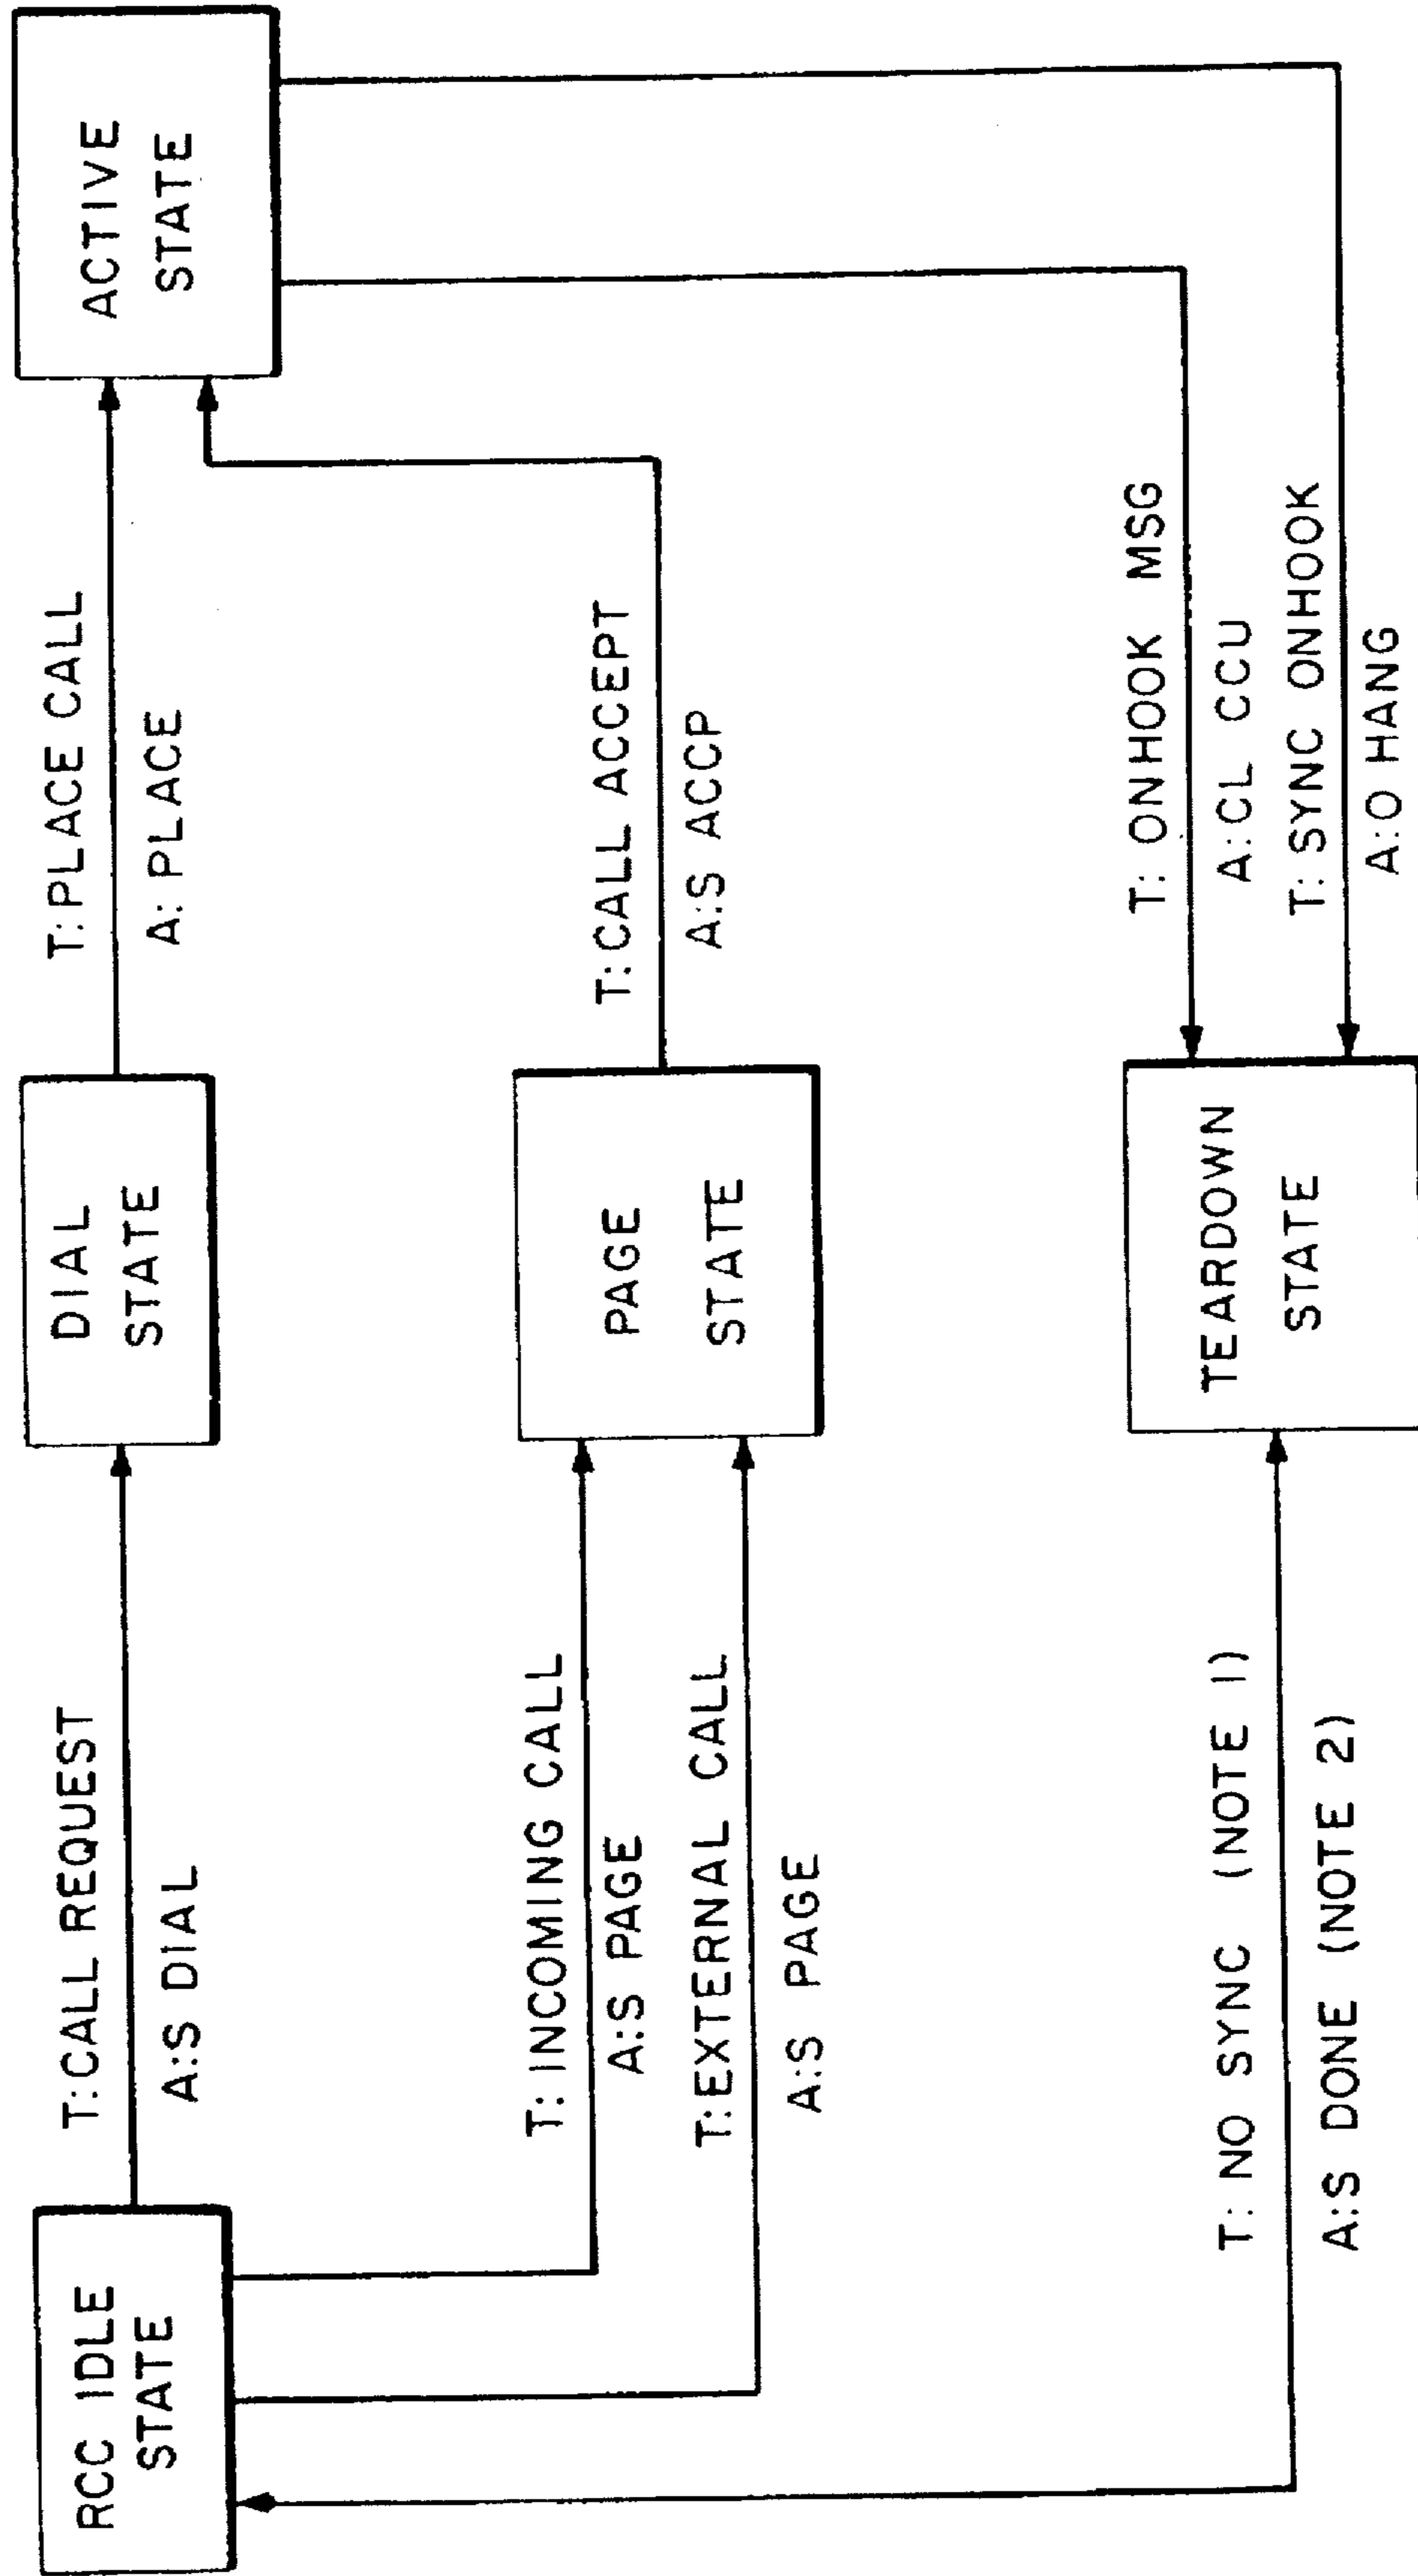 RCC IDLE
STATE
T:CALL REQUEST
A:S DIAL
DIAL
STATE
T:PLACE CALL
A: PLACE
ACTIVE
STATE
T: INCOMING CALL
A:S PAGE
T:EXTERNAL CALL
A:S PAGE
PAGE
STATE
T:CALL ACCEPT
A:S ACCP
T: NO SYNC (NOTE 1)
A:S DONE (NOTE 2)
TEARDOWN
STATE
T: ONHOOK MSG
A:CL CCU
T: SYNC ONHOOK
A:O HANG